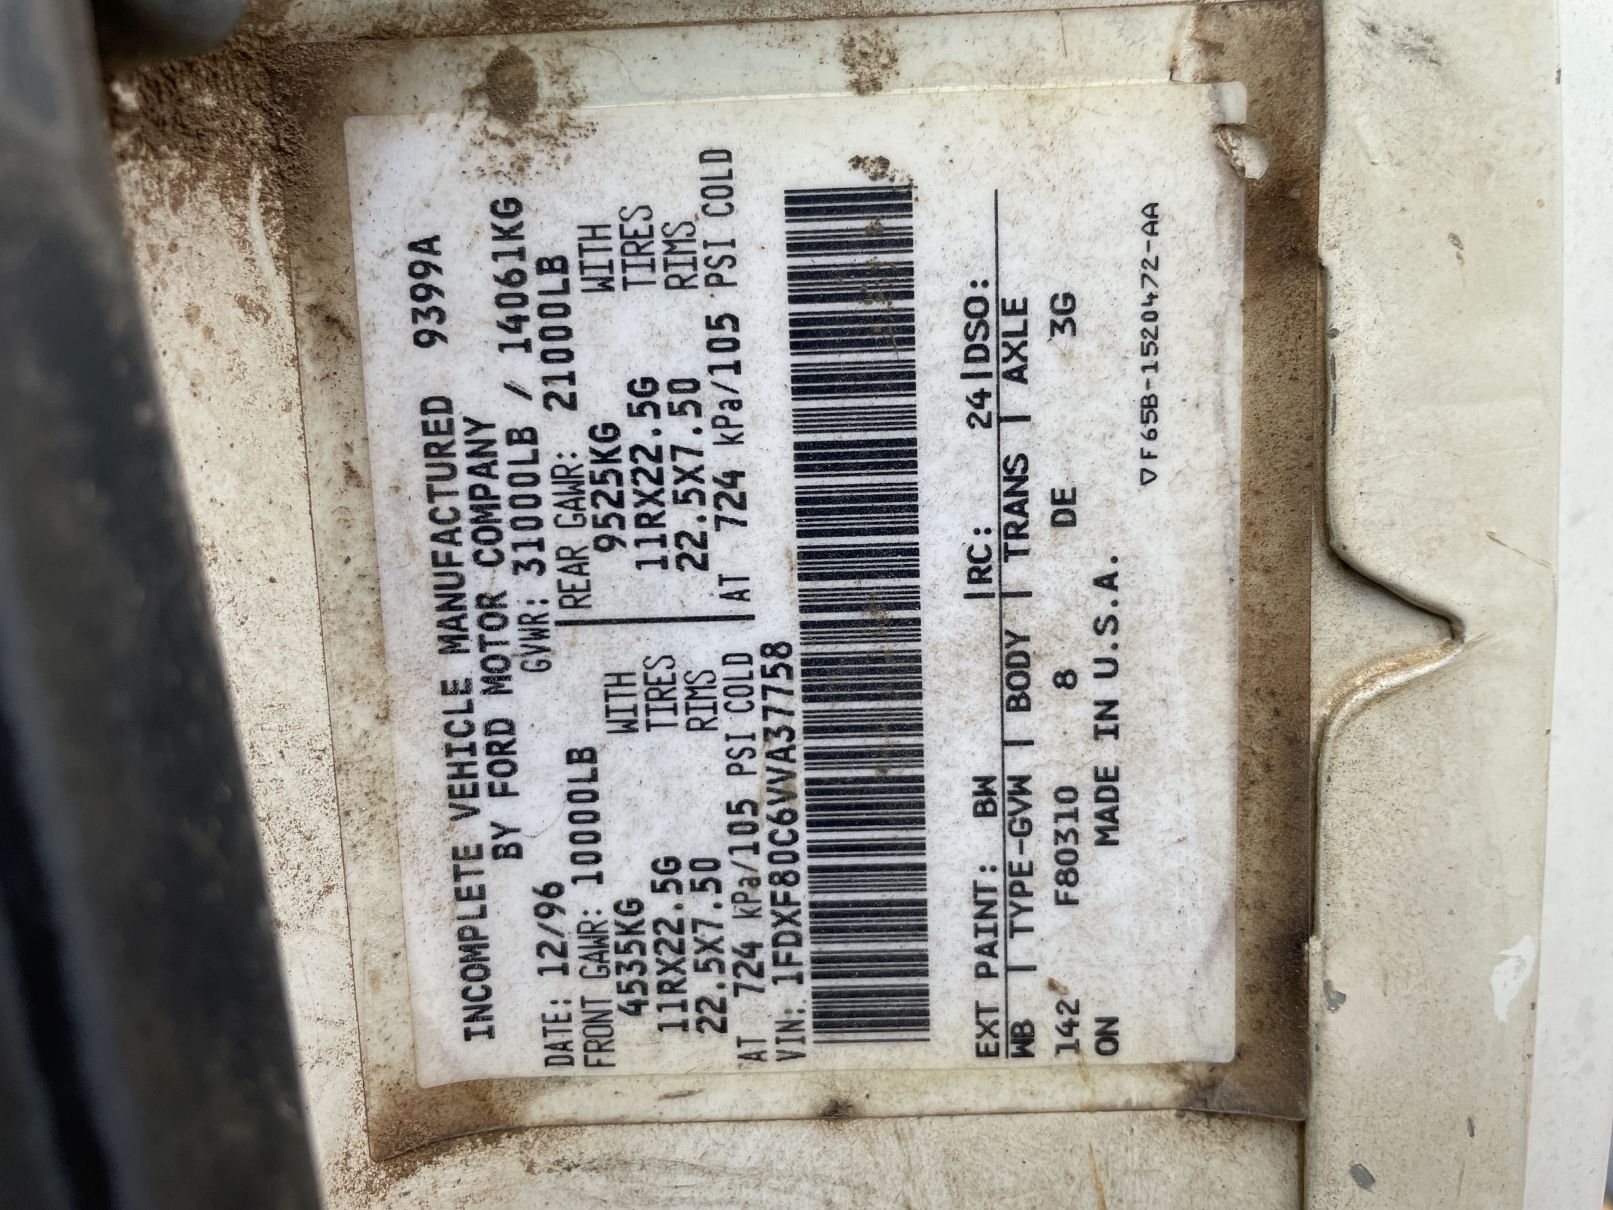 INCOMPLETE VEHICLE MANUFACTURED 9399A
BY FORD MOTOR COMPANY
DATE: 12/96 GVWR: 31000LB / 14061KG
FRONT GAWR: 10000LB REAR GAWR: 21000LB
4535KG WITH 9525KG WITH
11RX22.5G TIRES 11RX22.5G TIRES
22.5X7.50 RIMS 22.5X7.50 RIMS
AT 724 kPa/105 PSI COLD AT 724 kPa/105 PSI COLD
VIN: 1FDXF80C6VVA37758
EXT PAINT: BW |RC: 24|DSO:
WB | TYPE-GVW | BODY | TRANS | AXLE
142 F80310 8 DE 3G
ON MADE IN U.S.A.
▽F65B-1520472-AA